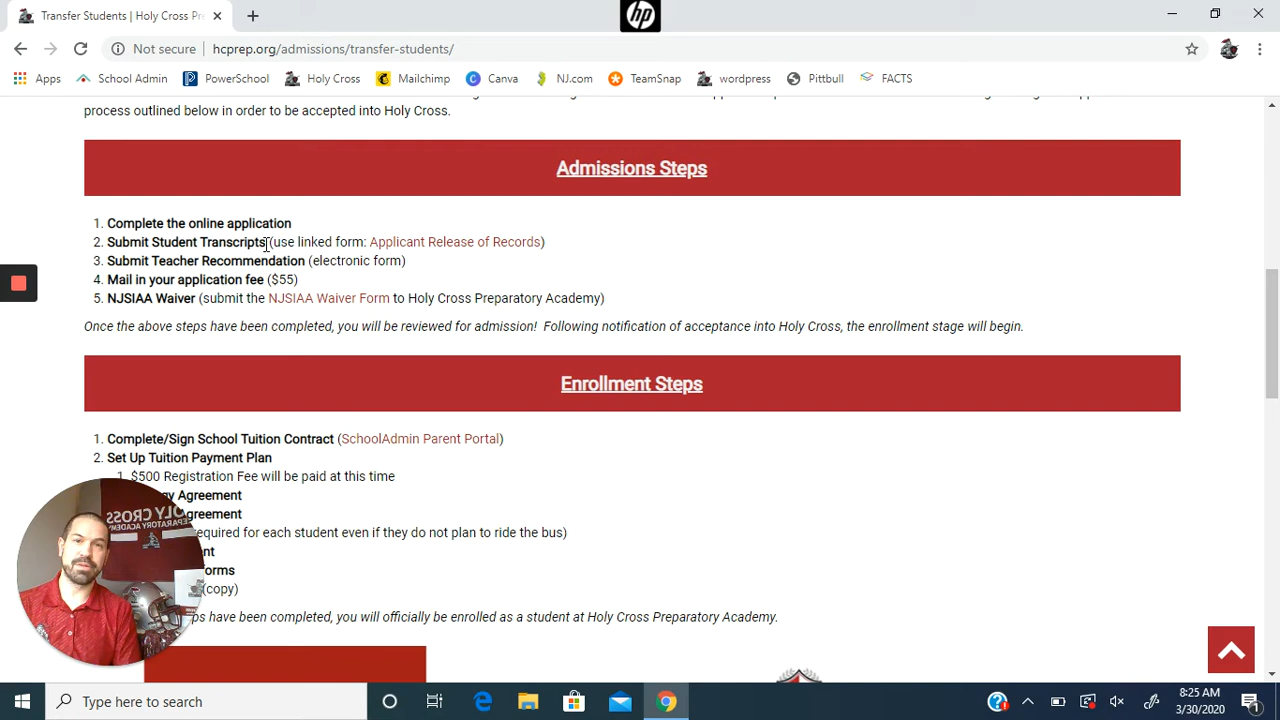 Transfer Students | Holy Cross Pr
hp
Not secure | hcprep.org/admissions/transfer-students/
Apps School Admin PowerSchool Holy Cross Mailchimp Canva NJ.com TeamSnap wordpress Pittbull FACTS
process outlined below in order to be accepted into Holy Cross.
Admissions Steps
1. Complete the online application
2. Submit Student Transcripts (use linked form: Applicant Release of Records)
3. Submit Teacher Recommendation (electronic form)
4. Mail in your application fee ($55)
5. NJSIAA Waiver (submit the NJSIAA Waiver Form to Holy Cross Preparatory Academy)
Once the above steps have been completed, you will be reviewed for admission! Following notification of acceptance into Holy Cross, the enrollment stage will begin.
Enrollment Steps
1. Complete/Sign School Tuition Contract (SchoolAdmin Parent Portal)
2. Set Up Tuition Payment Plan
1. $500 Registration Fee will be paid at this time
gy Agreement
greement
required for each student even if they do not plan to ride the bus)
nt
orms
(copy)
ps have been completed, you will officially be enrolled as a student at Holy Cross Preparatory Academy.
HOLY CROSS
PREPARATORY ACADEMY
Type here to search
8:25 AM
3/30/2020